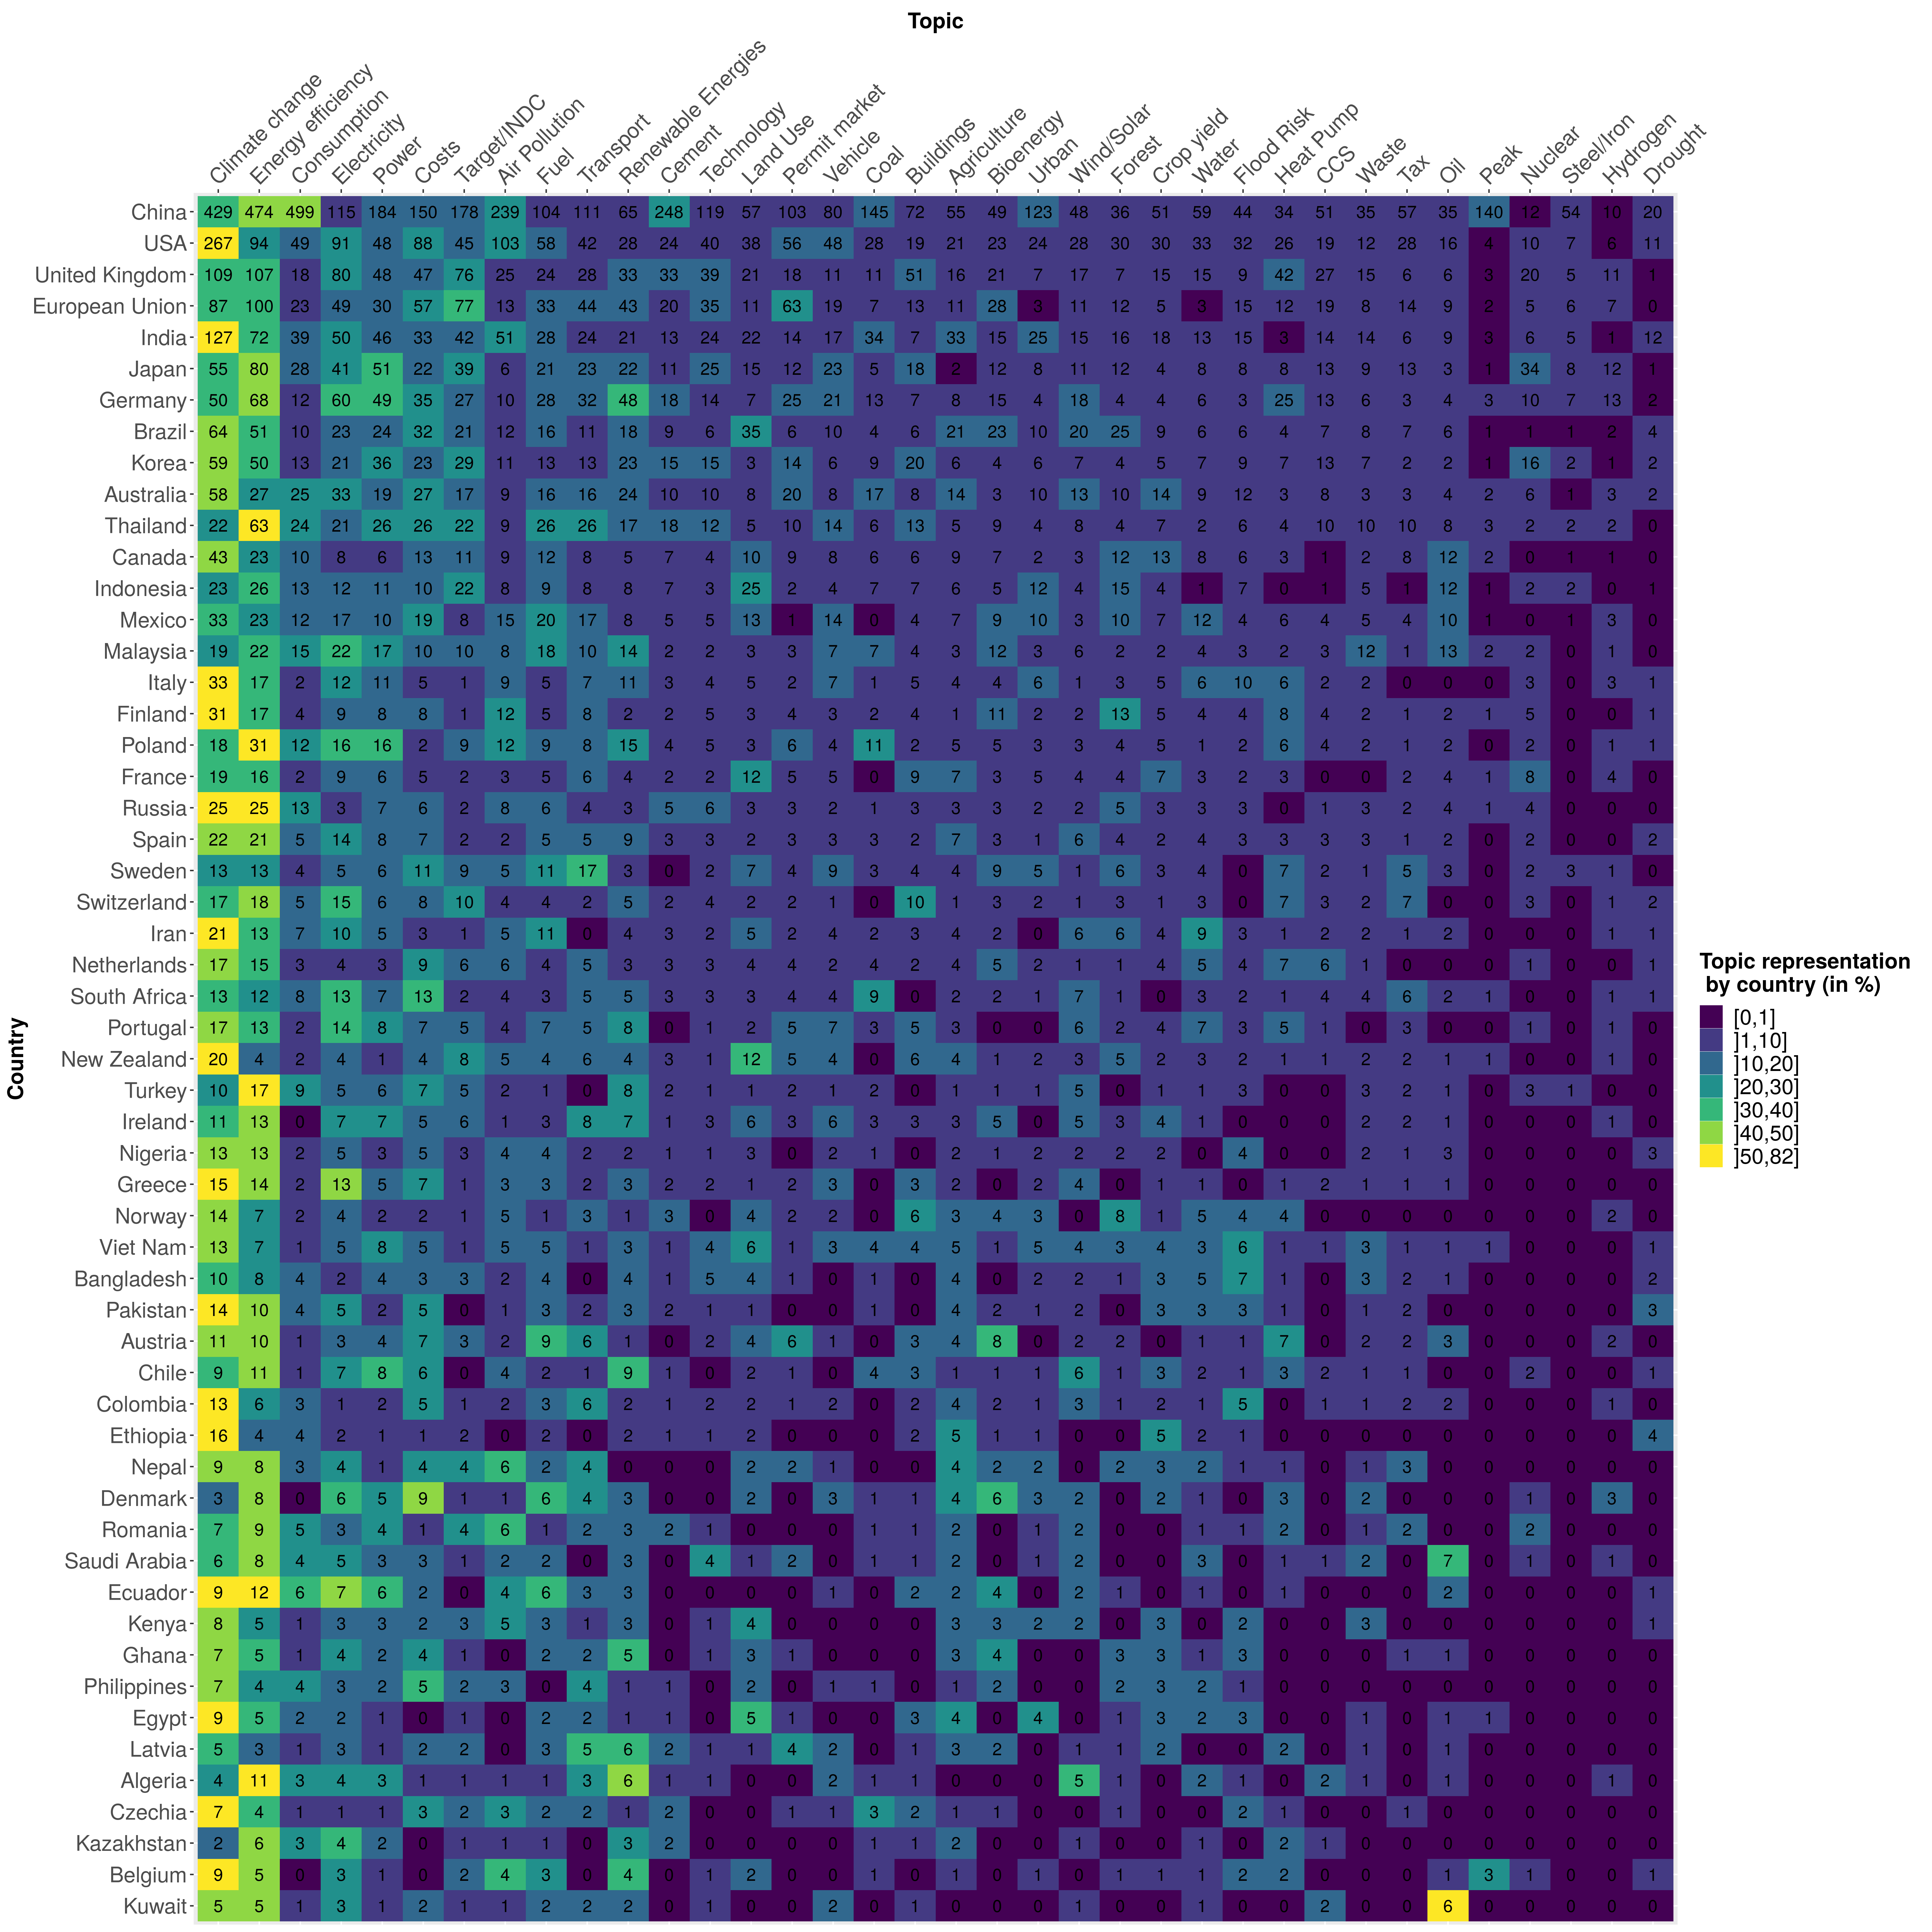 Topic
Climate change
Energy efficiency
Consumption
Electricity
Power
Costs
Target/INDC
Air Pollution
Fuel
Transport
Renewable Energies
Cement
Technology
Land Use
Permit market
Vehicle
Coal
Buildings
Agriculture
Bioenergy
Urban
Wind/Solar
Forest
Crop yield
Water
Flood Risk
Heat Pump
CCS
Waste
Tax
Oil
Peak
Nuclear
Steel/Iron
Hydrogen
Drought
China 429 474 499 115 184 150 178 239 104 111 65 248 119 57 103 80 145 72 55 49 123 48 36 51 59 44 34 51 35 57 35 140 12 54 10 20
USA 267 94 49 91 48 88 45 103 58 42 28 24 40 38 56 48 28 19 21 23 24 28 30 30 33 32 26 19 12 28 16 4 10 7 6 11
United Kingdom 109 107 18 80 48 47 76 25 24 28 33 33 39 21 18 11 11 51 16 21 7 17 7 15 15 9 42 27 15 6 6 3 20 5 11 1
European Union 87 100 23 49 30 57 77 13 33 44 43 20 35 11 63 19 7 13 11 28 3 11 12 6 3 15 12 19 8 14 9 2 5 6 7 0
India 127 72 39 50 46 33 42 51 28 24 21 13 24 22 14 17 34 7 33 15 25 15 16 18 13 15 3 14 14 6 9 3 6 5 1 12
Japan 55 80 28 41 51 22 39 6 21 23 22 11 25 15 12 23 5 18 2 12 8 11 12 4 8 8 8 13 9 13 3 1 34 8 12 1
Germany 50 68 12 60 49 35 27 10 28 32 48 18 14 7 25 21 13 7 8 15 4 18 4 4 6 3 25 13 6 3 4 3 10 7 13 2
Brazil 64 51 10 23 24 32 21 12 16 11 18 9 6 35 6 10 4 6 21 23 10 20 25 9 6 6 4 7 8 7 6 1 1 1 2 4
Korea 59 50 13 21 36 23 29 11 13 13 23 15 15 3 14 6 9 20 6 4 6 7 4 5 7 9 7 13 7 2 2 1 16 2 1 2
Australia 58 27 25 33 19 27 17 9 16 16 24 10 10 8 20 8 17 8 14 3 10 13 10 14 9 12 3 8 3 3 4 2 6 1 3 2
Thailand 22 63 24 21 26 26 22 9 26 26 17 18 12 5 10 14 6 13 5 9 4 8 4 7 2 6 4 10 10 10 8 3 2 2 2 0
Canada 43 23 10 8 6 13 11 9 12 8 5 7 4 10 9 8 6 6 9 7 2 3 12 13 8 6 3 1 2 8 12 2 0 1 1 0
Indonesia 23 26 13 12 11 10 22 8 9 8 8 7 3 25 2 4 7 7 6 5 12 4 15 4 1 7 0 1 5 1 12 1 2 2 0 1
Mexico 33 23 12 17 10 19 8 15 20 17 8 5 5 13 1 14 0 4 7 9 10 3 10 7 12 4 6 4 5 4 10 1 0 1 3 0
Malaysia 19 22 15 22 17 10 10 8 18 10 14 2 2 3 3 7 7 4 3 12 3 6 2 2 4 3 2 3 12 1 13 2 2 0 1 0
Italy 33 17 2 12 11 5 1 9 5 7 11 3 4 5 2 7 1 5 4 4 6 1 3 5 6 10 6 2 2 0 0 0 3 0 3 1
Finland 31 17 4 9 8 8 1 12 5 8 2 2 5 3 4 3 2 4 1 11 2 2 13 5 4 4 8 4 2 1 2 1 5 0 0 1
Poland 18 31 12 16 16 2 9 12 9 8 15 4 5 3 6 4 11 2 5 5 3 3 4 5 1 2 6 4 2 1 2 0 2 0 1 1
France 19 16 2 9 6 5 2 3 5 6 4 2 2 12 5 5 0 9 7 3 5 4 4 7 3 2 3 0 0 2 4 1 8 0 4 0
Russia 25 25 13 3 7 6 2 8 6 4 3 5 6 3 3 2 1 3 3 3 2 2 5 3 3 3 0 1 3 2 4 1 4 0 0 0
Spain 22 21 5 14 8 7 2 2 5 5 9 3 3 2 3 3 3 2 7 3 1 6 4 2 4 3 3 3 3 1 2 0 2 0 0 2
Sweden 13 13 4 5 6 11 9 5 11 17 3 0 2 7 4 9 3 4 4 9 5 1 6 3 4 0 7 2 1 5 3 0 2 3 1 0
Switzerland 17 18 5 15 6 8 10 4 4 2 5 2 4 2 2 1 0 10 1 3 2 1 3 1 3 0 7 3 2 7 0 0 3 0 1 2
Iran 21 13 7 10 5 3 1 5 11 0 4 3 2 5 2 4 2 3 4 2 0 6 6 4 9 3 1 2 2 1 2 0 0 0 1 1
Netherlands 17 15 3 4 3 9 6 6 4 5 3 3 3 4 4 2 4 2 4 5 2 1 1 4 5 4 7 6 1 0 0 0 1 0 0 1
South Africa 13 12 8 13 7 13 2 4 3 5 5 3 3 3 4 4 9 0 2 2 1 7 1 0 3 2 1 4 4 6 2 1 0 0 1 1
Portugal 17 13 2 14 8 7 5 4 7 5 8 0 1 2 5 7 3 5 3 0 0 6 2 4 7 3 5 1 0 3 0 0 1 0 1 0
New Zealand 20 4 2 4 1 4 8 5 4 6 4 3 1 12 5 4 0 6 4 1 2 3 5 2 3 2 1 1 2 2 1 1 0 0 1 0
Turkey 10 17 9 5 6 7 5 2 1 0 8 2 1 1 2 1 2 0 1 1 1 5 0 1 1 3 0 0 3 2 1 0 3 1 0 0
Ireland 11 13 0 7 7 5 6 1 3 8 7 1 3 6 3 6 3 3 3 5 0 5 3 4 1 0 0 0 2 2 1 0 0 0 1 0
Nigeria 13 13 2 5 3 5 3 4 4 2 2 1 1 3 0 2 1 0 2 1 2 2 2 2 0 4 0 0 2 1 3 0 0 0 0 3
Greece 15 14 2 13 5 7 1 3 3 2 3 2 2 1 2 3 0 3 2 0 2 4 0 1 1 0 1 2 1 1 1 0 0 0 0 0
Norway 14 7 2 4 2 2 1 5 1 3 1 3 0 4 2 2 0 6 3 4 3 0 8 1 5 4 4 0 0 0 0 0 0 0 2 0
Viet Nam 13 7 1 5 8 5 1 5 5 1 3 1 4 6 1 3 4 4 5 1 5 4 3 4 3 6 1 1 3 1 1 1 0 0 0 1
Bangladesh 10 8 4 2 4 3 3 2 4 0 4 1 5 4 1 0 1 0 4 0 2 2 1 3 5 7 1 0 3 2 1 0 0 0 0 2
Pakistan 14 10 4 5 2 5 0 1 3 2 3 2 1 1 0 0 1 0 4 2 1 2 0 3 3 3 1 0 1 2 0 0 0 0 0 3
Austria 11 10 1 3 4 7 3 2 9 6 1 0 2 4 6 1 0 3 4 8 0 2 2 0 1 1 7 0 2 2 3 0 0 0 2 0
Chile 9 11 1 7 8 6 0 4 2 1 9 1 0 2 1 0 4 3 1 1 1 6 1 3 2 1 3 2 1 1 0 0 2 0 0 1
Colombia 13 6 3 1 2 5 1 2 3 6 2 1 2 2 1 2 0 2 4 2 1 3 1 2 1 5 0 1 1 2 2 0 0 0 1 0
Ethiopia 16 4 4 2 1 1 2 0 2 0 2 1 1 2 0 0 0 2 5 1 1 0 0 5 2 1 0 0 0 0 0 0 0 0 0 4
Nepal 9 8 3 4 1 4 4 6 2 4 0 0 0 2 2 1 0 0 4 2 2 0 2 3 2 1 1 0 1 3 0 0 0 0 0 0
Denmark 3 8 0 6 5 9 1 1 6 4 3 0 0 2 0 3 1 1 4 6 3 2 0 2 1 0 3 0 2 0 0 0 1 0 3 0
Romania 7 9 5 3 4 1 4 6 1 2 3 2 1 0 0 0 1 1 2 0 1 2 0 0 1 1 2 0 1 2 0 0 2 0 0 0
Saudi Arabia 6 8 4 5 3 3 1 2 2 0 3 0 4 1 2 0 1 1 2 0 1 2 0 0 3 0 1 1 2 0 7 0 1 0 1 0
Ecuador 9 12 6 7 6 2 0 4 6 3 3 0 0 0 0 1 0 2 2 4 0 2 1 0 1 0 1 0 0 0 2 0 0 0 0 1
Kenya 8 5 1 3 3 2 3 5 3 1 3 0 1 4 0 0 0 0 3 3 2 2 0 3 0 2 0 0 3 0 0 0 0 0 0 1
Ghana 7 5 1 4 2 4 1 0 2 2 5 0 1 3 1 0 0 0 3 4 0 0 3 3 1 3 0 0 0 1 1 0 0 0 0 0
Philippines 7 4 4 3 2 5 2 3 0 4 1 1 0 2 0 1 1 0 1 2 0 0 2 3 2 1 0 0 0 0 0 0 0 0 0 0
Egypt 9 5 2 2 1 0 1 0 2 2 1 1 0 5 1 0 0 3 4 0 4 0 1 3 2 3 0 0 1 0 1 1 0 0 0 0
Latvia 5 3 1 3 1 2 2 0 3 5 6 2 1 1 4 2 0 1 3 2 0 1 1 2 0 0 2 0 1 0 1 0 0 0 0 0
Algeria 4 11 3 4 3 1 1 1 1 3 6 1 1 0 0 2 1 1 0 0 0 5 1 0 2 1 0 2 1 0 1 0 0 0 1 0
Czechia 7 4 1 1 1 3 2 3 2 2 1 2 0 0 1 1 3 2 1 1 0 0 1 0 0 2 1 0 0 1 0 0 0 0 0 0
Kazakhstan 2 6 3 4 2 0 1 1 1 0 3 2 0 0 0 0 1 1 2 0 0 1 0 0 1 0 2 1 0 0 0 0 0 0 0 0
Belgium 9 5 0 3 1 0 2 4 3 0 4 0 1 2 0 0 1 0 1 0 1 0 1 1 1 2 2 0 0 0 1 3 1 0 0 1
Kuwait 5 5 1 3 1 2 1 1 2 2 2 0 1 0 0 2 0 1 0 0 0 1 0 0 1 0 0 2 0 0 6 0 0 0 0 0
Country
Topic representation
by country (in %)
[0,1]
]1,10]
]10,20]
]20,30]
]30,40]
]40,50]
]50,82]